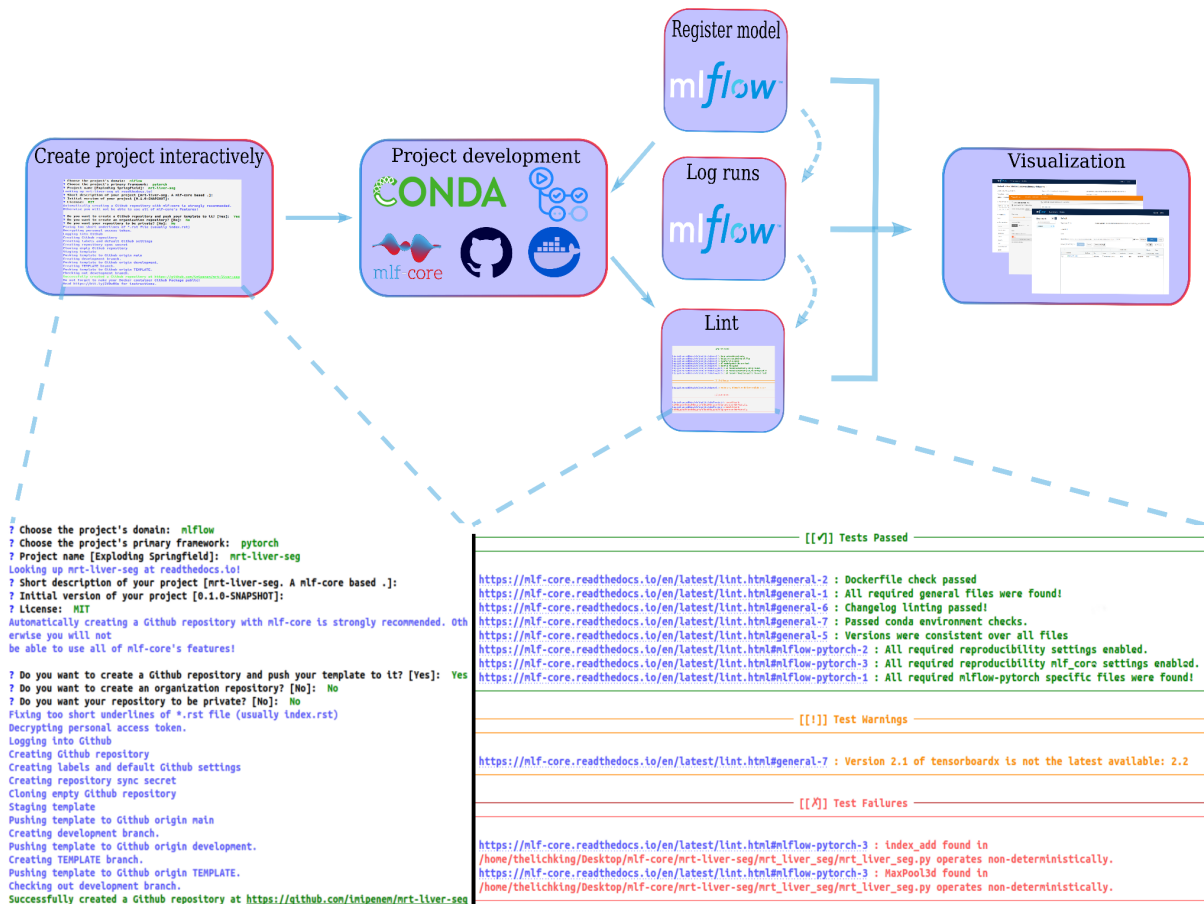 Register model
mlflow™
Create project interactively
Project development
CONDA
mlf-core
Log runs
mlflow™
Visualization
Lint
? Choose the project's domain:  mlflow
? Choose the project's primary framework:  pytorch
? Project name [Exploding Springfield]:  mrt-liver-seg
Looking up mrt-liver-seg at readthedocs.io!
? Short description of your project [mrt-liver-seg. A mlf-core based .]:
? Initial version of your project [0.1.0-SNAPSHOT]:
? License:  MIT
Automatically creating a Github repository with mlf-core is strongly recommended. Oth
erwise you will not
be able to use all of mlf-core's features!
? Do you want to create a Github repository and push your template to it? [Yes]:  Yes
? Do you want to create an organization repository? [No]:  No
? Do you want your repository to be private? [No]:  No
Fixing too short underlines of *.rst file (usually index.rst)
Decrypting personal access token.
Logging into Github
Creating Github repository
Creating labels and default Github settings
Creating repository sync secret
Cloning empty Github repository
Staging template
Pushing template to Github origin main
Creating development branch.
Pushing template to Github origin development.
Creating TEMPLATE branch.
Pushing template to Github origin TEMPLATE.
Checking out development branch.
Successfully created a Github repository at https://github.com/imipenem/mrt-liver-seg
[[✓]] Tests Passed
https://mlf-core.readthedocs.io/en/latest/lint.html#general-2 : Dockerfile check passed
https://mlf-core.readthedocs.io/en/latest/lint.html#general-1 : All required general files were found!
https://mlf-core.readthedocs.io/en/latest/lint.html#general-6 : Changelog linting passed!
https://mlf-core.readthedocs.io/en/latest/lint.html#general-7 : Passed conda environment checks.
https://mlf-core.readthedocs.io/en/latest/lint.html#general-5 : Versions were consistent over all files
https://mlf-core.readthedocs.io/en/latest/lint.html#mlflow-pytorch-2 : All required reproducibility settings enabled.
https://mlf-core.readthedocs.io/en/latest/lint.html#mlflow-pytorch-3 : All required reproducibility mlf_core settings enabled.
https://mlf-core.readthedocs.io/en/latest/lint.html#mlflow-pytorch-1 : All required mlflow-pytorch specific files were found!
[[!]] Test Warnings
https://mlf-core.readthedocs.io/en/latest/lint.html#general-7 : Version 2.1 of tensorboardx is not the latest available: 2.2
[[✗]] Test Failures
https://mlf-core.readthedocs.io/en/latest/lint.html#mlflow-pytorch-3 : index_add found in
/home/thelichking/Desktop/mlf-core/mrt-liver-seg/mrt_liver_seg/mrt_liver_seg.py operates non-deterministically.
https://mlf-core.readthedocs.io/en/latest/lint.html#mlflow-pytorch-3 : MaxPool3d found in
/home/thelichking/Desktop/mlf-core/mrt-liver-seg/mrt_liver_seg/mrt_liver_seg.py operates non-deterministically.